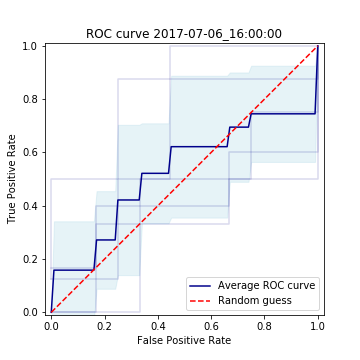 ROC curve 2017-07-06_16:00:00
1.0
0.8
0.6
0.4
0.2
0.0
True Positive Rate
0.0 0.2 0.4 0.6 0.8 1.0
False Positive Rate
Average ROC curve
Random guess